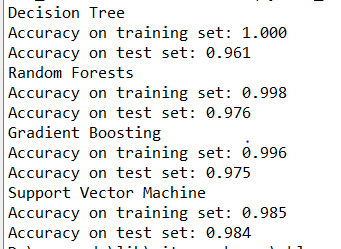 Decision Tree
Accuracy on training set: 1.000
Accuracy on test set: 0.961
Random Forests
Accuracy on training set: 0.998
Accuracy on test set: 0.976
Gradient Boosting
Accuracy on training set: 0.996
Accuracy on test set: 0.975
Support Vector Machine
Accuracy on training set: 0.985
Accuracy on test set: 0.984